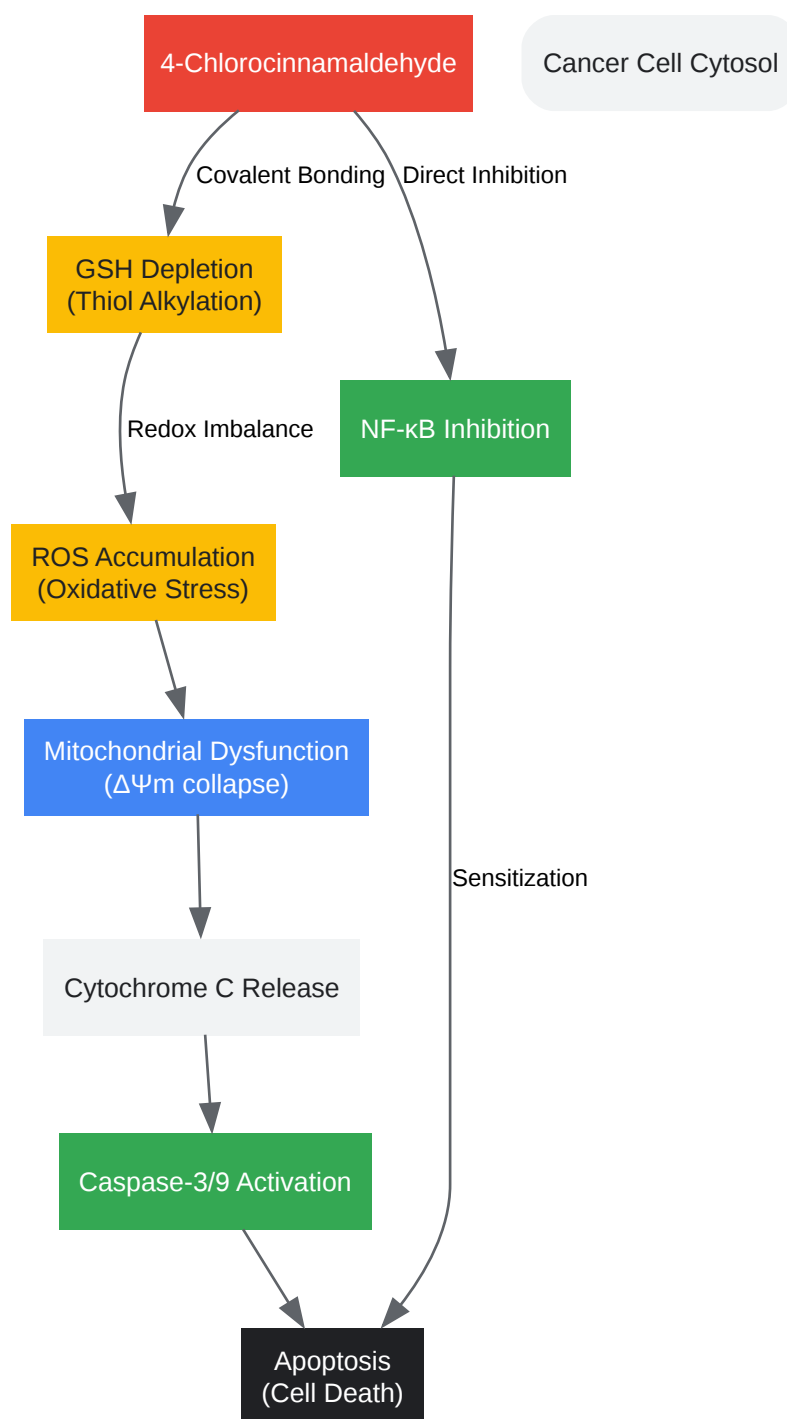 4-Chlorocinnamaldehyde
Cancer Cell Cytosol
Covalent Bonding
Direct Inhibition
GSH Depletion
(Thiol Alkylation)
Redox Imbalance
NF-κB Inhibition
ROS Accumulation
(Oxidative Stress)
Mitochondrial Dysfunction
(ΔΨm collapse)
Sensitization
Cytochrome C Release
Caspase-3/9 Activation
Apoptosis
(Cell Death)